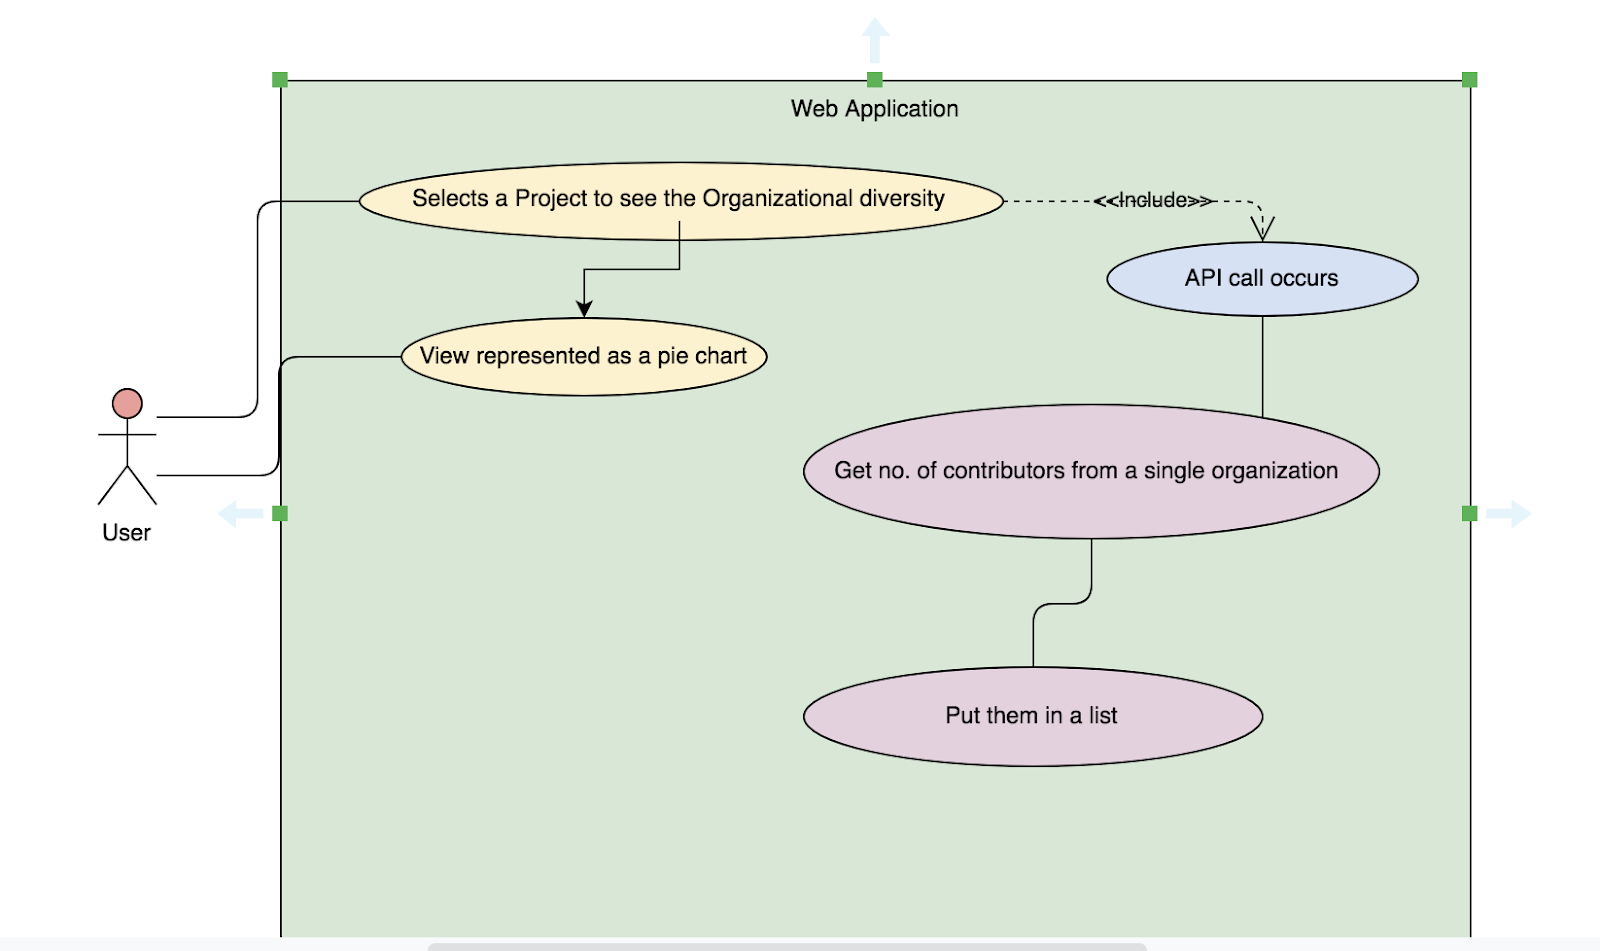 Web Application
Selects a Project to see the Organizational diversity
<<Include>>
API call occurs
View represented as a pie chart
Get no. of contributors from a single organization
User
Put them in a list